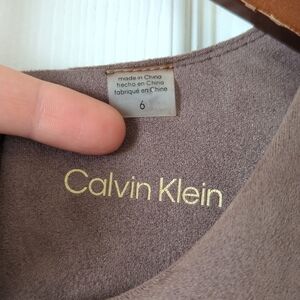 made in China
hecho en China
fabriqué en Chine
6
Calvin Klein